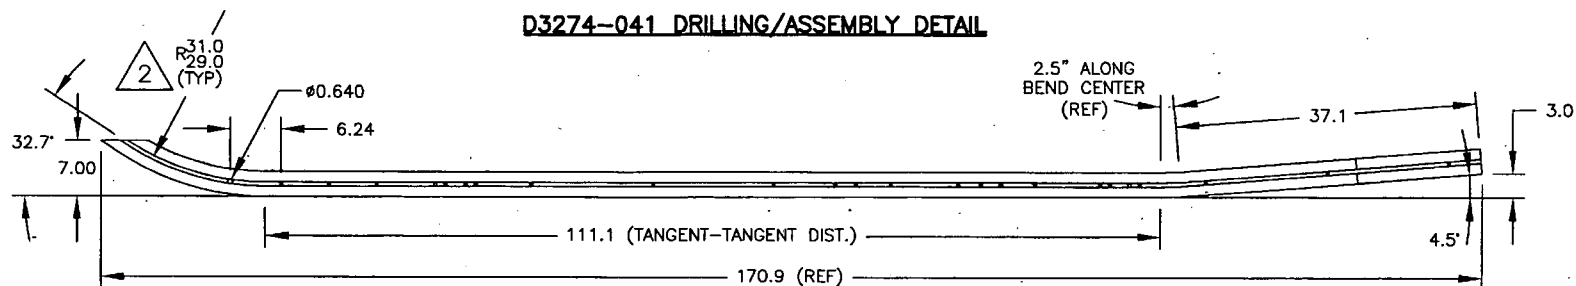 D3274-041 DRILLING/ASSEMBLY DETAIL
2
R31.0
29.0
(TYP)
ø0.640
6.24
32.7°
7.00
2.5" ALONG
BEND CENTER
(REF)
37.1
3.0
4.5°
111.1 (TANGENT-TANGENT DIST.)
170.9 (REF)